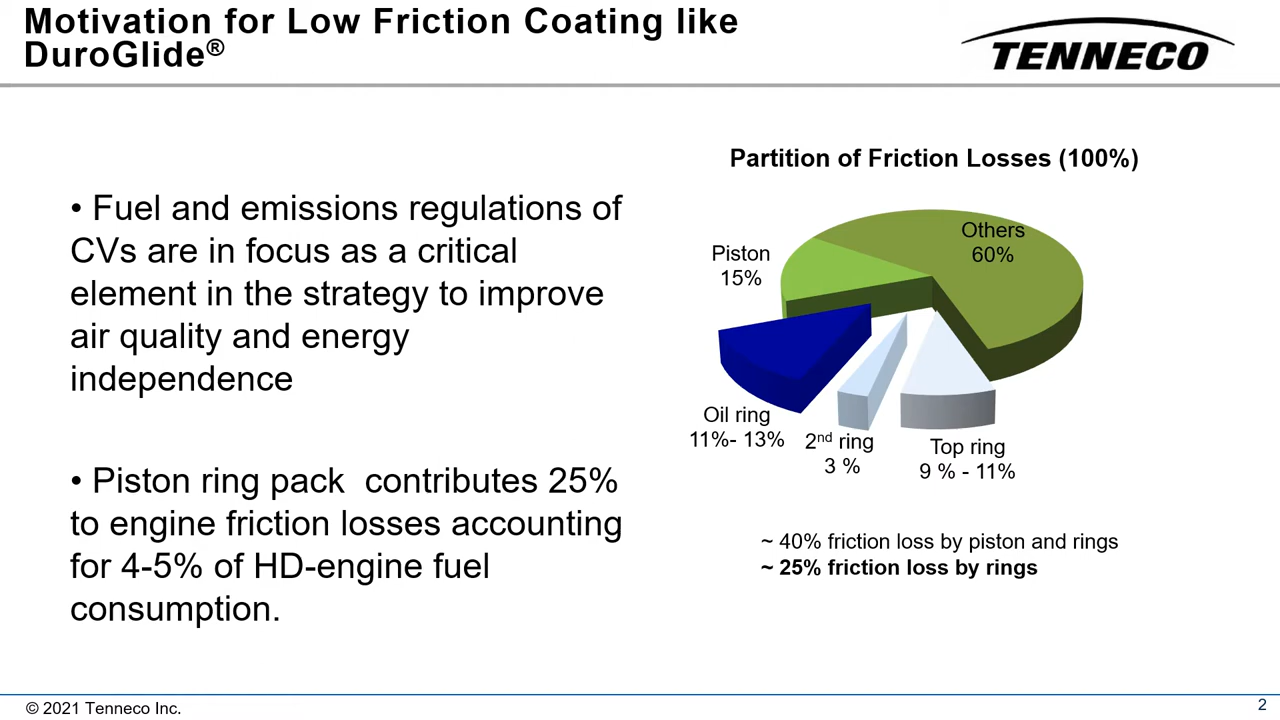 Motivation for Low Friction Coating like
DuroGlide®
TENNECO
• Fuel and emissions regulations of
CVs are in focus as a critical
element in the strategy to improve
air quality and energy
independence
• Piston ring pack  contributes 25%
to engine friction losses accounting
for 4-5% of HD-engine fuel
consumption.
Partition of Friction Losses (100%)
Others
60%
Piston
15%
Oil ring
11%- 13%
2nd ring
3 %
Top ring
9 % - 11%
~ 40% friction loss by piston and rings
~ 25% friction loss by rings
© 2021 Tenneco Inc.
2